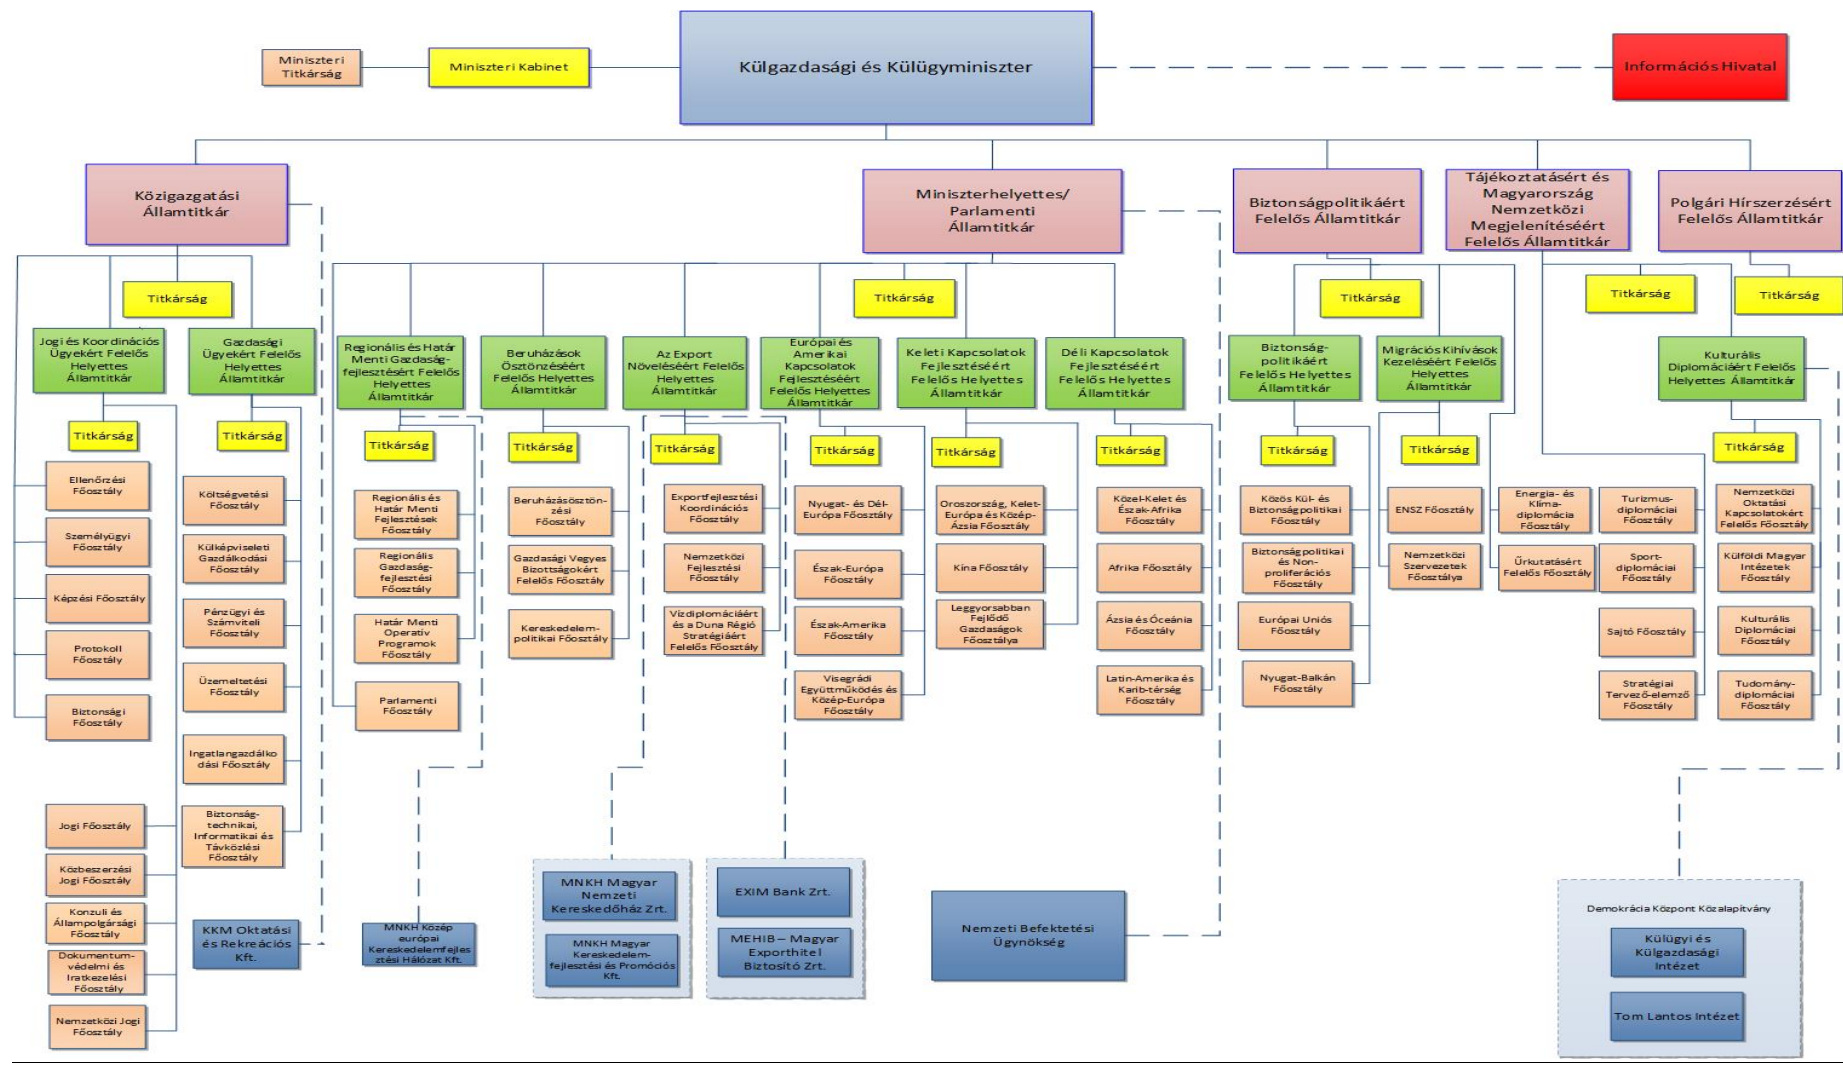 Miniszteri
Titkárság
Miniszteri Kabinet
Külgazdasági és Külügyminiszter
Információs Hivatal
Közigazgatási
Államtitkár
Miniszterhelyettes/
Parlamenti
Államtitkár
Biztonságpolitikáért
Felelős Államtitkár
Tájékoztatásért és
Magyarország
Nemzetközi
Megjelenítéséért
Felelős Államtitkár
Polgári Hírszerzésért
Felelős Államtitkár
Titkárság
Titkárság
Titkárság
Titkárság
Titkárság
Jogi és Koordinációs
Ügyekért Felelős
Helyettes
Államtitkár
Gazdasági
Ügyekért Felelős
Helyettes
Államtitkár
Regionális és Határ
Menti Gazdaság-
fejlesztésért Felelős
Helyettes
Államtitkár
Beruházások
Ösztönzéséért
Felelős Helyettes
Államtitkár
Az Export
Növeléséért Felelős
Helyettes
Államtitkár
Európai és
Amerikai
Kapcsolatok
Fejlesztéséért
Felelős Helyettes
Államtitkár
Keleti Kapcsolatok
Fejlesztéséért
Felelős Helyettes
Államtitkár
Déli Kapcsolatok
Fejlesztéséért
Felelős Helyettes
Államtitkár
Biztonság-
politikáért
Felelős Helyettes
Államtitkár
Migrációs Kihívások
Kezeléséért Felelős
Helyettes
Államtitkár
Kulturális
Diplomáciáért Felelős
Helyettes Államtitkár
Titkárság
Titkárság
Titkárság
Titkárság
Titkárság
Titkárság
Titkárság
Titkárság
Titkárság
Titkárság
Titkárság
Ellenőrzési
Főosztály
Személyügyi
Főosztály
Képzési Főosztály
Protokoll
Főosztály
Biztonsági
Főosztály
Jogi Főosztály
Közbeszerzési
Jogi Főosztály
Konzuli és
Állampolgársági
Főosztály
Dokumentum-
védelmi és
Iratkezelési
Főosztály
Nemzetközi Jogi
Főosztály
Költségvetési
Főosztály
Külképviseleti
Gazdálkodási
Főosztály
Pénzügyi és
Számviteli
Főosztály
Üzemeltetési
Főosztály
Ingatlangazdálko
dási Főosztály
Biztonság-
technikai,
Informatikai és
Távközlési
Főosztály
KKM Oktatási
és Rekreációs
Kft.
Regionális és
Határ Menti
Fejlesztések
Főosztály
Regionális
Gazdaság-
fejlesztési
Főosztály
Határ Menti
Operatív
Programok
Főosztály
Parlamenti
Főosztály
MNKH Közép
európai
Kereskedelemfejles
ztési Hálózat Kft.
Beruházásösztön-
zési
Főosztály
Gazdasági Vegyes
Bizottságokért
Felelős Főosztály
Kereskedelem-
politikai Főosztály
Exportfejlesztési
Koordinációs
Főosztály
Nemzetközi
Fejlesztési
Főosztály
Vízdiplomáciáért
és a Duna Régió
Stratégiáért
Felelős Főosztály
MNKH Magyar
Nemzeti
Kereskedőház Zrt.
MNKH Magyar
Kereskedelem-
fejlesztési és Promóciós
Kft.
EXIM Bank Zrt.
MEHIB – Magyar
Exporthitel
Biztosító Zrt.
Nyugat- és Dél-
Európa Főosztály
Észak-Európa
Főosztály
Észak-Amerika
Főosztály
Visegrádi
Együttműködés és
Közép-Európa
Főosztály
Oroszország, Kelet-
Európa és Közép-
Ázsia Főosztály
Kína Főosztály
Leggyorsabban
Fejlődő
Gazdaságok
Főosztálya
Nemzeti Befektetési
Ügynökség
Közel-Kelet és
Észak-Afrika
Főosztály
Afrika Főosztály
Ázsia és Óceánia
Főosztály
Latin-Amerika és
Karib-térség
Főosztály
Közös Kül- és
Biztonságpolitikai
Főosztály
Biztonságpolitikai
és Non-
proliferációs
Főosztály
Európai Uniós
Főosztály
Nyugat-Balkán
Főosztály
ENSZ Főosztály
Nemzetközi
Szervezetek
Főosztálya
Energia- és
Klíma-
diplomácia
Főosztály
Űrkutatásért
Felelős Főosztály
Turizmus-
diplomáciai
Főosztály
Sport-
diplomáciai
Főosztály
Sajtó Főosztály
Stratégiai
Tervező-elemző
Főosztály
Nemzetközi
Oktatási
Kapcsolatokért
Felelős Főosztály
Külföldi Magyar
Intézetek
Főosztály
Kulturális
Diplomáciai
Főosztály
Tudomány-
diplomáciai
Főosztály
Demokrácia Központ Közalapítvány
Külügyi és
Külgazdasági
Intézet
Tom Lantos Intézet